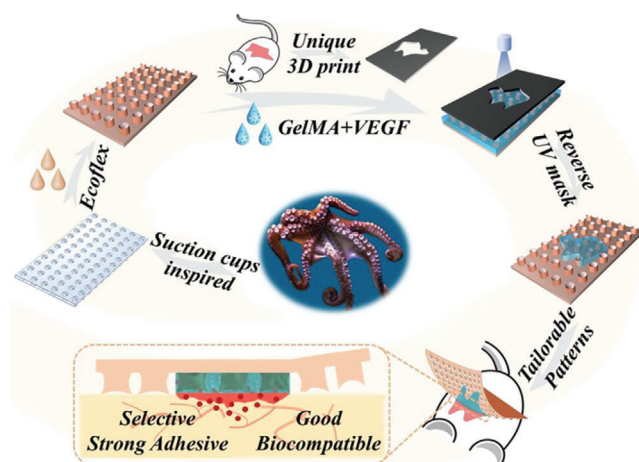 Unique
3D print
GelMA+VEGF
Reverse
UV mask
Ecoflex
Suction cups
inspired
Tailorable
Patterns
Selective
Strong Adhesive
Good
Biocompatible